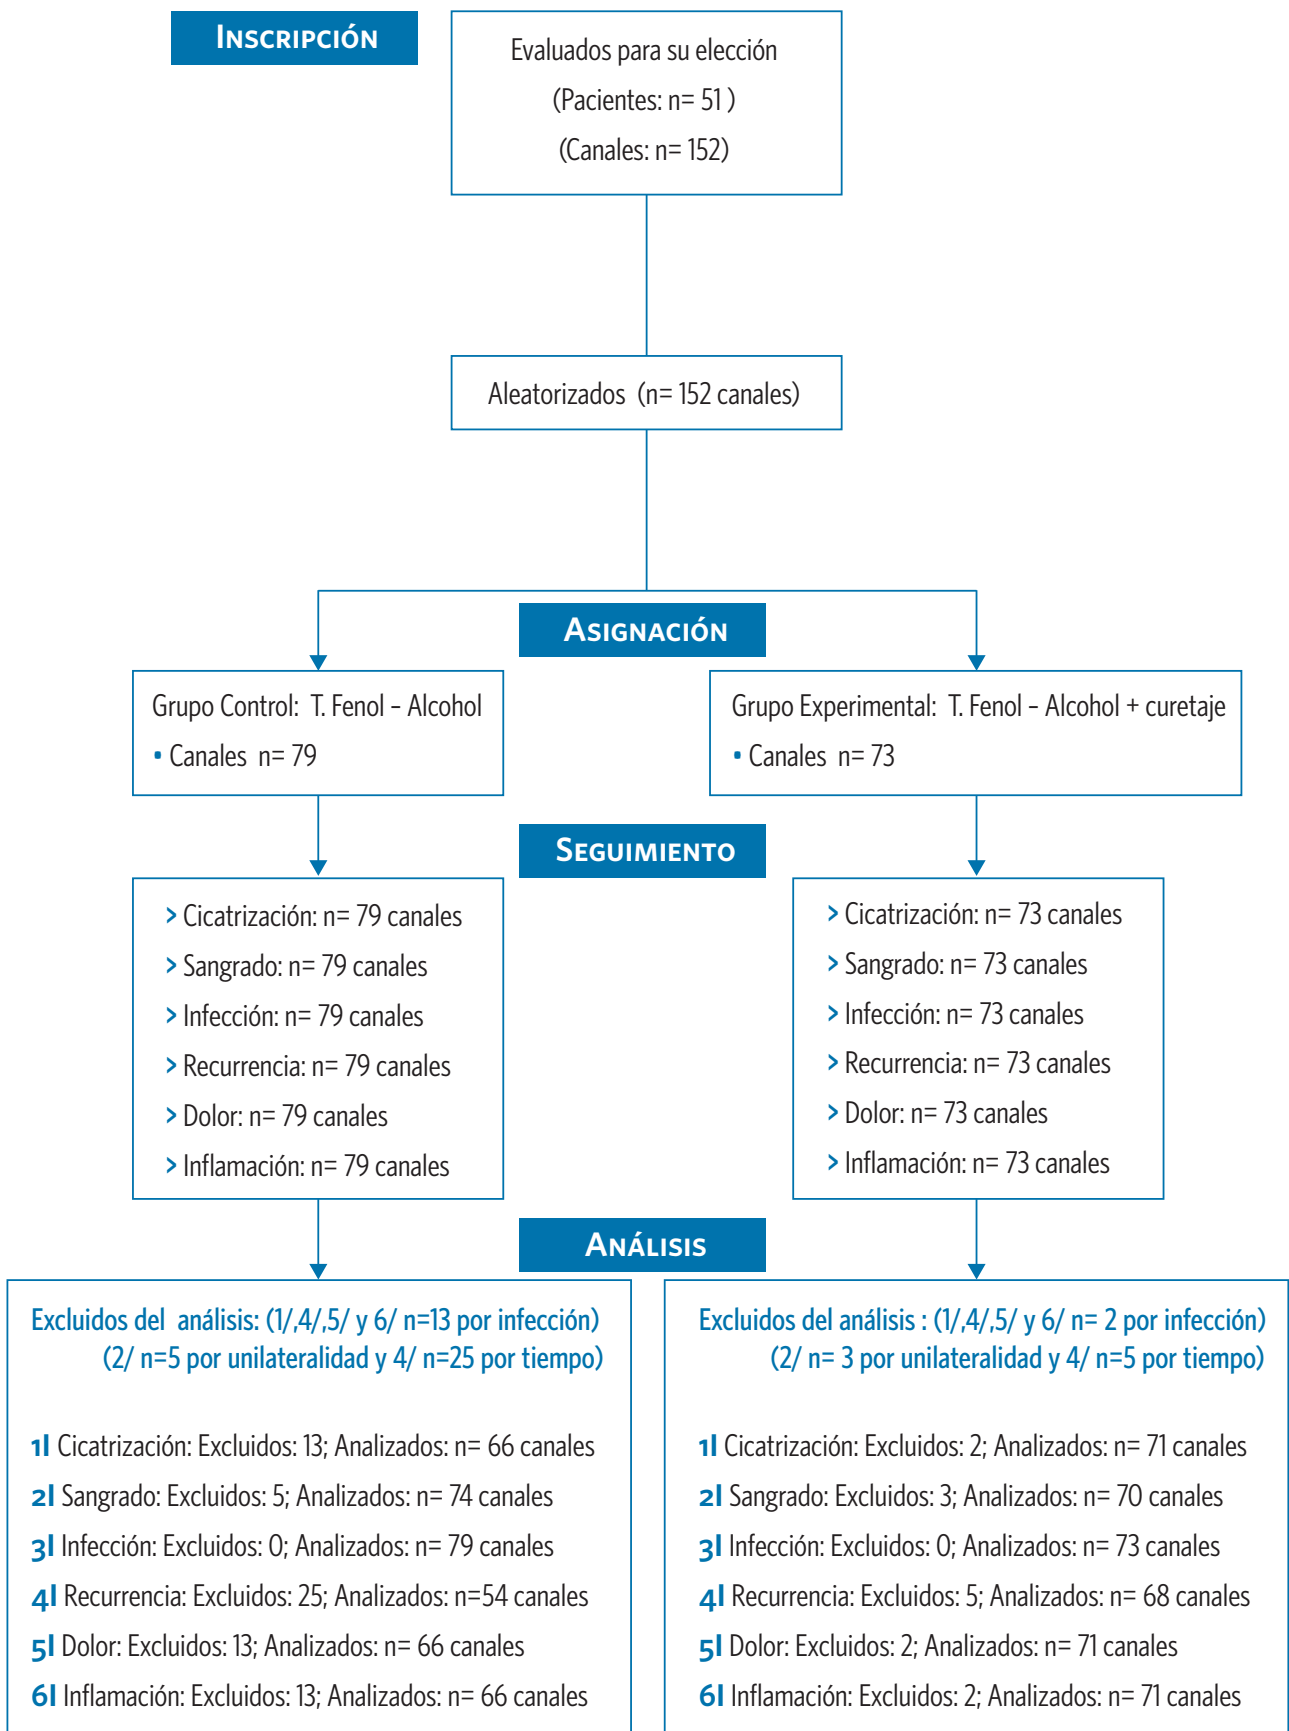 Inscripción
Evaluados para su elección
(Pacientes: n= 51 )
(Canales: n= 152)
Aleatorizados (n= 152 canales)
Asignación
Grupo Control: T. Fenol – Alcohol
• Canales n= 79
Grupo Experimental: T. Fenol – Alcohol + curetaje
• Canales n= 73
Seguimiento
> Cicatrización: n= 79 canales
> Sangrado: n= 79 canales
> Infección: n= 79 canales
> Recurrencia: n= 79 canales
> Dolor: n= 79 canales
> Inflamación: n= 79 canales
> Cicatrización: n= 73 canales
> Sangrado: n= 73 canales
> Infección: n= 73 canales
> Recurrencia: n= 73 canales
> Dolor: n= 73 canales
> Inflamación: n= 73 canales
Análisis
Excluidos del análisis: (1/,4/,5/ y 6/ n=13 por infección)
(2/ n=5 por unilateralidad y 4/ n=25 por tiempo)
1| Cicatrización: Excluidos: 13; Analizados: n= 66 canales
2| Sangrado: Excluidos: 5; Analizados: n= 74 canales
3| Infección: Excluidos: 0; Analizados: n= 79 canales
4| Recurrencia: Excluidos: 25; Analizados: n=54 canales
5| Dolor: Excluidos: 13; Analizados: n= 66 canales
6| Inflamación: Excluidos: 13; Analizados: n= 66 canales
Excluidos del análisis : (1/,4/,5/ y 6/ n= 2 por infección)
(2/ n= 3 por unilateralidad y 4/ n=5 por tiempo)
1| Cicatrización: Excluidos: 2; Analizados: n= 71 canales
2| Sangrado: Excluidos: 3; Analizados: n= 70 canales
3| Infección: Excluidos: 0; Analizados: n= 73 canales
4| Recurrencia: Excluidos: 5; Analizados: n= 68 canales
5| Dolor: Excluidos: 2; Analizados: n= 71 canales
6| Inflamación: Excluidos: 2; Analizados: n= 71 canales